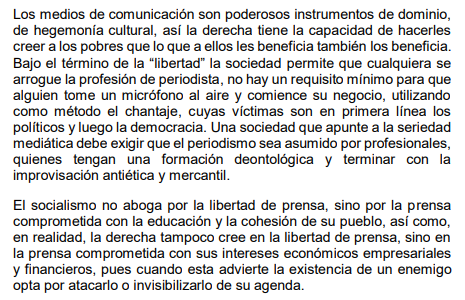 Los medios de comunicación son poderosos instrumentos de dominio,
de hegemonía cultural, así la derecha tiene la capacidad de hacerles
creer a los pobres que lo que a ellos les beneficia también los beneficia.
Bajo el término de la “libertad” la sociedad permite que cualquiera se
arrogue la profesión de periodista, no hay un requisito mínimo para que
alguien tome un micrófono al aire y comience su negocio, utilizando
como método el chantaje, cuyas víctimas son en primera línea los
políticos y luego la democracia. Una sociedad que apunte a la seriedad
mediática debe exigir que el periodismo sea asumido por profesionales,
quienes tengan una formación deontológica y terminar con la
improvisación antiética y mercantil.
El socialismo no aboga por la libertad de prensa, sino por la prensa
comprometida con la educación y la cohesión de su pueblo, así como,
en realidad, la derecha tampoco cree en la libertad de prensa, sino en
la prensa comprometida con sus intereses económicos empresariales
y financieros, pues cuando esta advierte la existencia de un enemigo
opta por atacarlo o invisibilizarlo de su agenda.